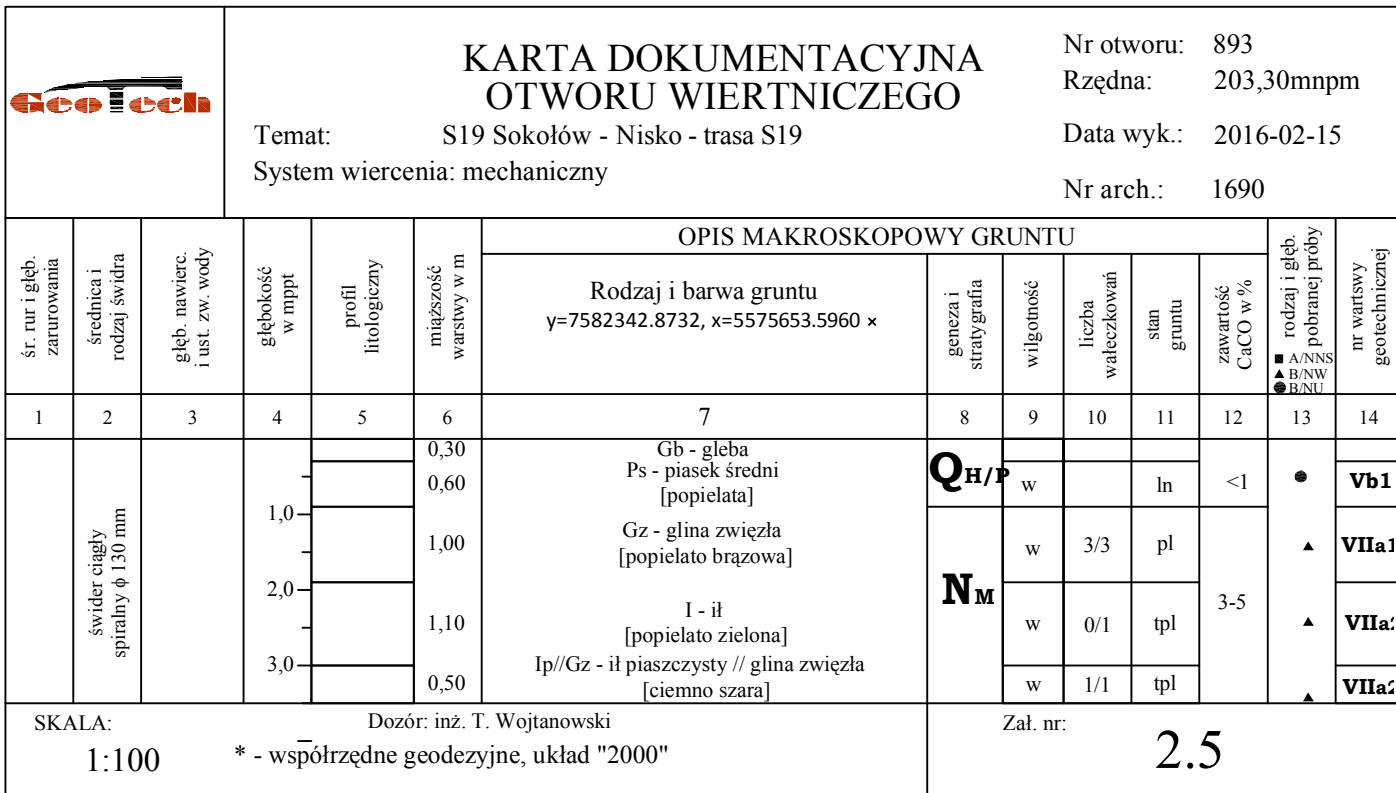 GeoTech
KARTA DOKUMENTACYJNA
OTWORU WIERTNICZEGO
Temat: S19 Sokołów - Nisko - trasa S19
System wiercenia: mechaniczny
Nr otworu: 893
Rzędna: 203,30mnpm
Data wyk.: 2016-02-15
Nr arch.: 1690
śr. rur i głęb. zarurowania
średnica i rodzaj świdra
głęb. nawierc. i ust. zw. wody
głębokość w mppt
profil litologiczny
miąższość warstwy w m
OPIS MAKROSKOPOWY GRUNTU
Rodzaj i barwa gruntu
y=7582342.8732, x=5575653.5960 ×
geneza i stratygrafia
wilgotność
liczba wałeczkowań
stan gruntu
zawartość CaCO w %
rodzaj i głęb. pobranej próby
■ A/NNS
▲ B/NW
● B/NU
nr wartswy geotechnicznej
1 2 3 4 5 6 7 8 9 10 11 12 13 14
świder ciągły
spiralny ϕ 130 mm
1,0
2,0
3,0
0,30 Gb - gleba
0,60 Ps - piasek średni
[popielata]
QH/P w ln <1 Vb1
1,00 Gz - glina zwięzła
[popielato brązowa]
w 3/3 pl VIIa1
NM 3-5
1,10 I - ił
[popielato zielona]
w 0/1 tpl VIIa2
Ip//Gz - ił piaszczysty // glina zwięzła
0,50 [ciemno szara]
w 1/1 tpl VIIa2
SKALA:
1:100
Dozór: inż. T. Wojtanowski
* - współrzędne geodezyjne, układ "2000"
Zał. nr:
2.5